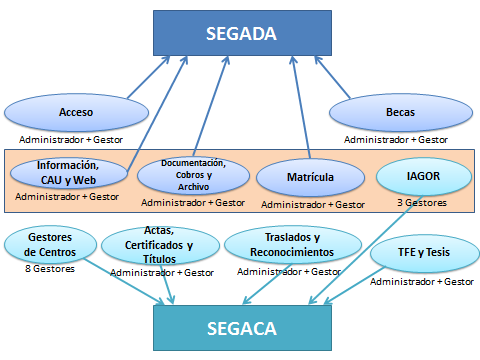 SEGADA
Acceso
Administrador + Gestor
Becas
Administrador + Gestor
Información,
CAU y Web
Administrador + Gestor
Documentación,
Cobros y
Archivo
Administrador + Gestor
Matrícula
Administrador + Gestor
IAGOR
3 Gestores
Gestores
de Centros
8 Gestores
Actas,
Certificados y
Títulos
Administrador + Gestor
Traslados y
Reconocimientos
Administrador + Gestor
TFE y Tesis
Administrador + Gestor
SEGACA